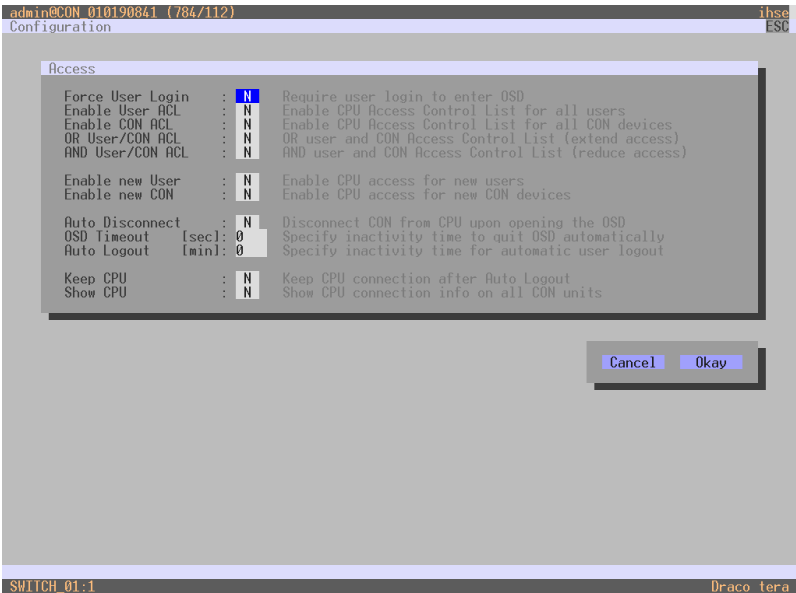 admin@CON_010190841 (784/112) ihse
Configuration ESC
Access
Force User Login : N Require user login to enter OSD
Enable User ACL : N Enable CPU Access Control List for all users
Enable CON ACL : N Enable CPU Access Control List for all CON devices
OR User/CON ACL : N OR user and CON Access Control List (extend access)
AND User/CON ACL : N AND user and CON Access Control List (reduce access)
Enable new User : N Enable CPU access for new users
Enable new CON : N Enable CPU access for new CON devices
Auto Disconnect : N Disconnect CON from CPU upon opening the OSD
OSD Timeout [sec]: 0 Specify inactivity time to quit OSD automatically
Auto Logout [min]: 0 Specify inactivity time for automatic user logout
Keep CPU : N Keep CPU connection after Auto Logout
Show CPU : N Show CPU connection info on all CON units
Cancel Okay
SWITCH_01:1 Draco tera